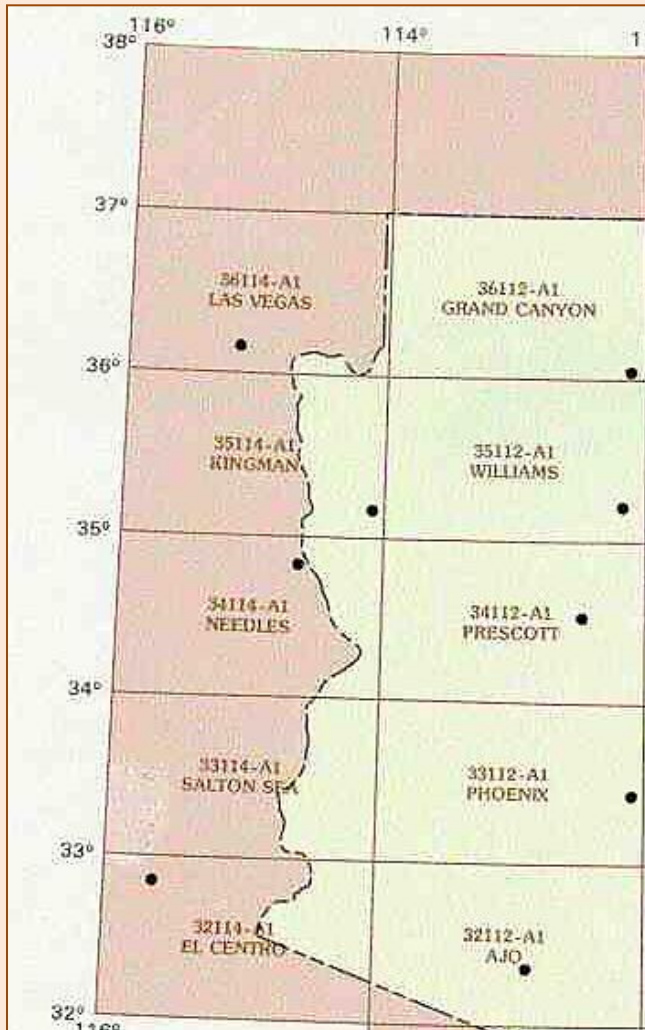 116°
114°
1
38°
37°
36114-A1
LAS VEGAS
36112-A1
GRAND CANYON
36°
35114-A1
KINGMAN
35112-A1
WILLIAMS
35°
34114-A1
NEEDLES
34112-A1
PRESCOTT
34°
33114-A1
SALTON SEA
33112-A1
PHOENIX
33°
32114-A1
EL CENTRO
32112-A1
AJO
32°
116°